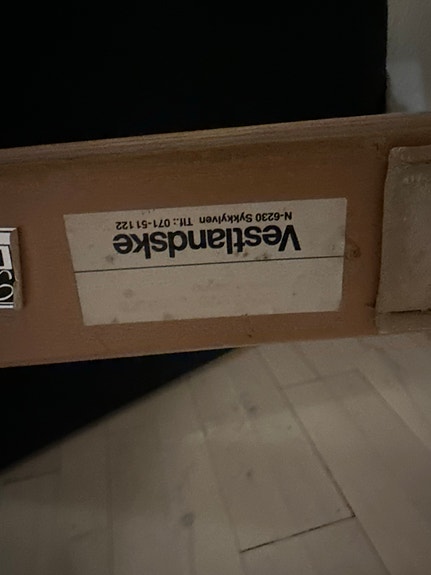 Vestlandske
N-6230 Sykkylven Tlf.: 071-51 122